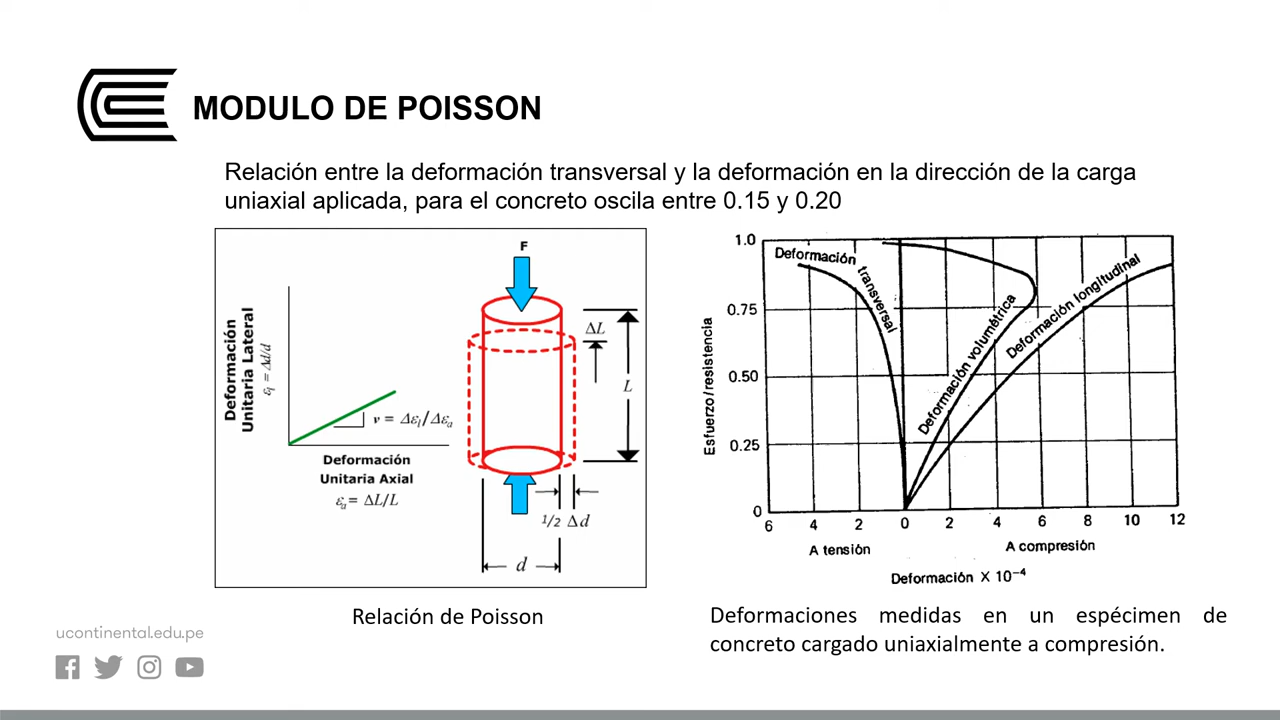 MODULO DE POISSON
Relación entre la deformación transversal y la deformación en la dirección de la carga
uniaxial aplicada, para el concreto oscila entre 0.15 y 0.20
F
Deformación
Unitaria Lateral
εl = Δd/d
v = Δεl/Δεa
Deformación
Unitaria Axial
εa = ΔL/L
ΔL
L
1/2 Δd
d
Relación de Poisson
Esfuerzo/resistencia
1.0
0.75
0.50
0.25
0
Deformación transversal
Deformación volumétrica
Deformación longitudinal
6 4 2 0 2 4 6 8 10 12
A tensión
A compresión
Deformación X 10⁻⁴
Deformaciones medidas en un espécimen de
concreto cargado uniaxialmente a compresión.
ucontinental.edu.pe